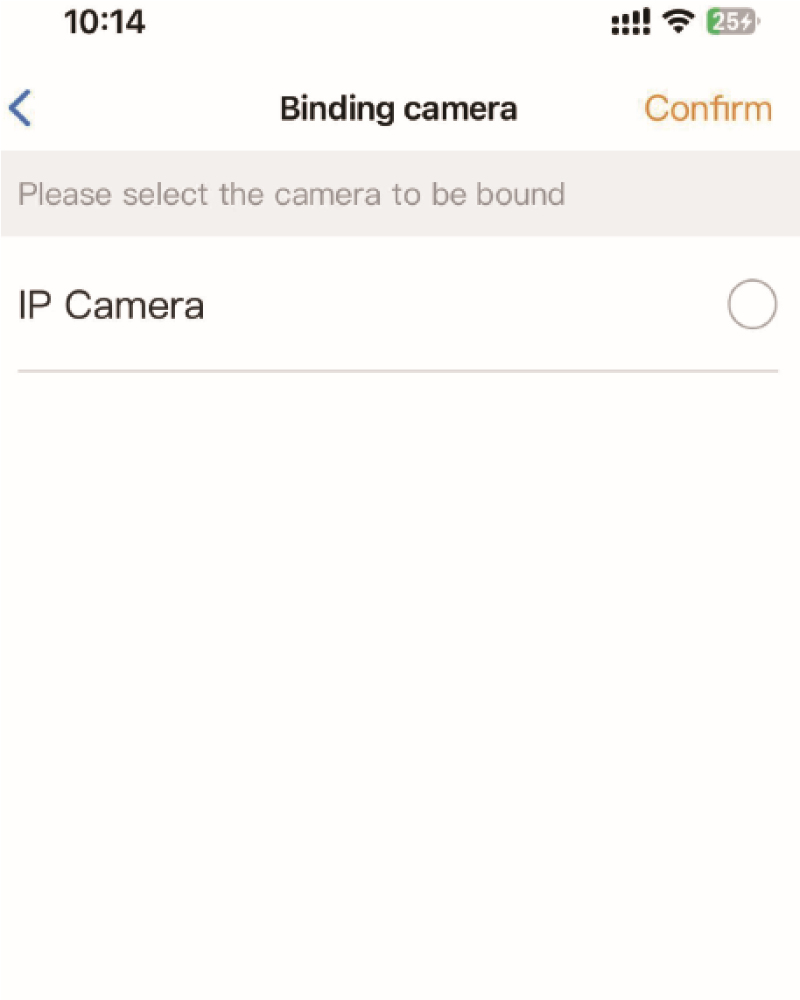 10:14
25
Binding camera
Confirm
Please select the camera to be bound
IP Camera